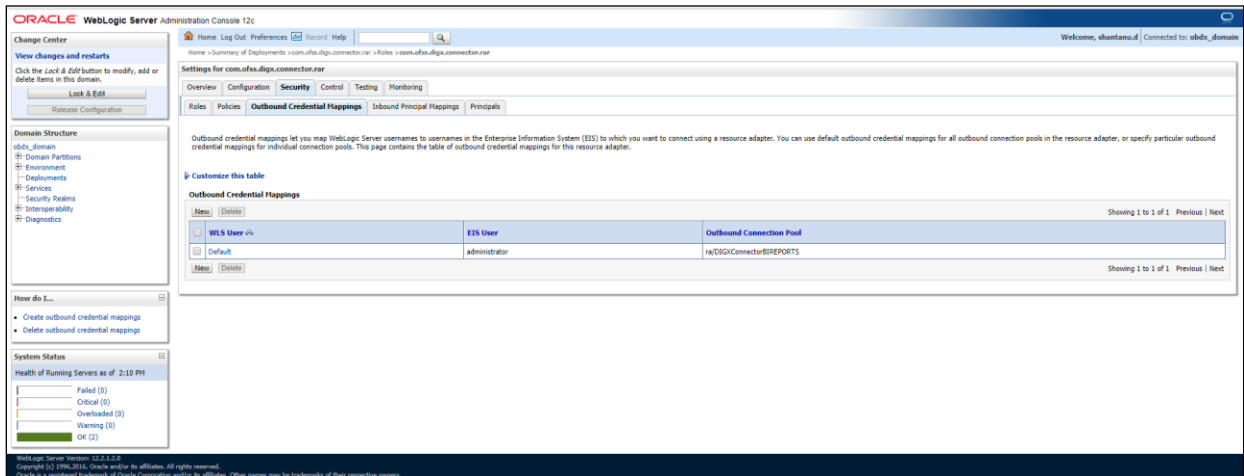 ORACLE WebLogic Server Administration Console 12c
Change Center
View changes and restarts
Click the Lock & Edit button to modify, add or
delete items in this domain.
Lock & Edit
Release Configuration
Domain Structure
obdx_domain
Domain Partitions
Environment
Deployments
Services
Security Realms
Interoperability
Diagnostics
How do I...
Create outbound credential mappings
Delete outbound credential mappings
System Status
Health of Running Servers as of 2:10 PM
Failed (0)
Critical (0)
Overloaded (0)
Warning (0)
OK (2)
Home Log Out Preferences Record Help
Welcome, shantanu.d Connected to: obdx_domain
Home >Summary of Deployments >com.ofss.digx.connector.rar >Roles >com.ofss.digx.connector.rar
Settings for com.ofss.digx.connector.rar
Overview Configuration Security Control Testing Monitoring
Roles Policies Outbound Credential Mappings Inbound Principal Mappings Principals
Outbound credential mappings let you map WebLogic Server usernames to usernames in the Enterprise Information System (EIS) to which you want to connect using a resource adapter. You can use default outbound credential mappings for all outbound connection pools in the resource adapter, or specify particular outbound
credential mappings for individual connection pools. This page contains the table of outbound credential mappings for this resource adapter.
Customize this table
Outbound Credential Mappings
New Delete Showing 1 to 1 of 1 Previous | Next
WLS User EIS User Outbound Connection Pool
Default administrator ra/DIGXConnectorBIREPORTS
New Delete Showing 1 to 1 of 1 Previous | Next
WebLogic Server Version: 12.2.1.2.0
Copyright (c) 1996,2016, Oracle and/or its affiliates. All rights reserved.
Oracle is a registered trademark of Oracle Corporation and/or its affiliates. Other names may be trademarks of their respective owners.